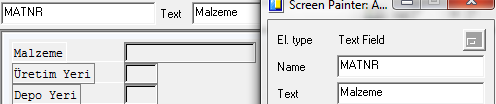 MATNR Text Malzeme
Malzeme
Üretim Yeri
Depo Yeri
Screen Painter: A...
El. type Text Field
Name MATNR
Text Malzeme